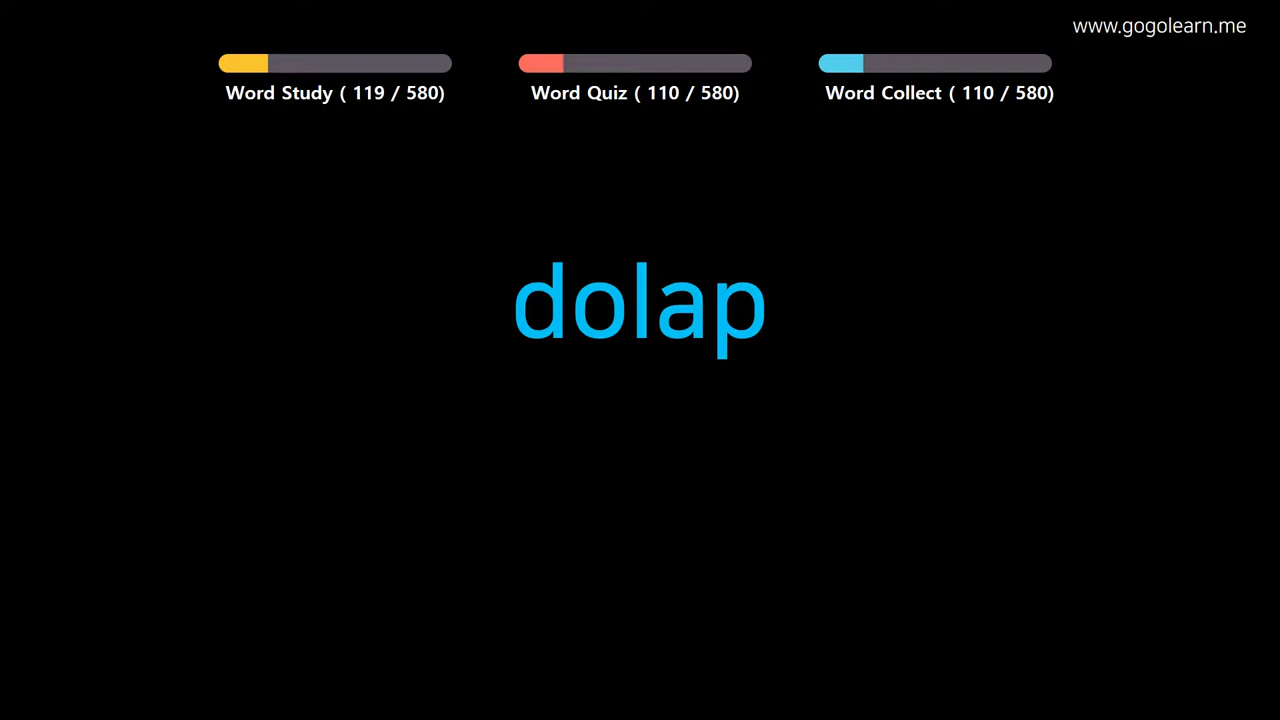 www.gogolearn.me
Word Study ( 119 / 580)
Word Quiz ( 110 / 580)
Word Collect ( 110 / 580)
dolap